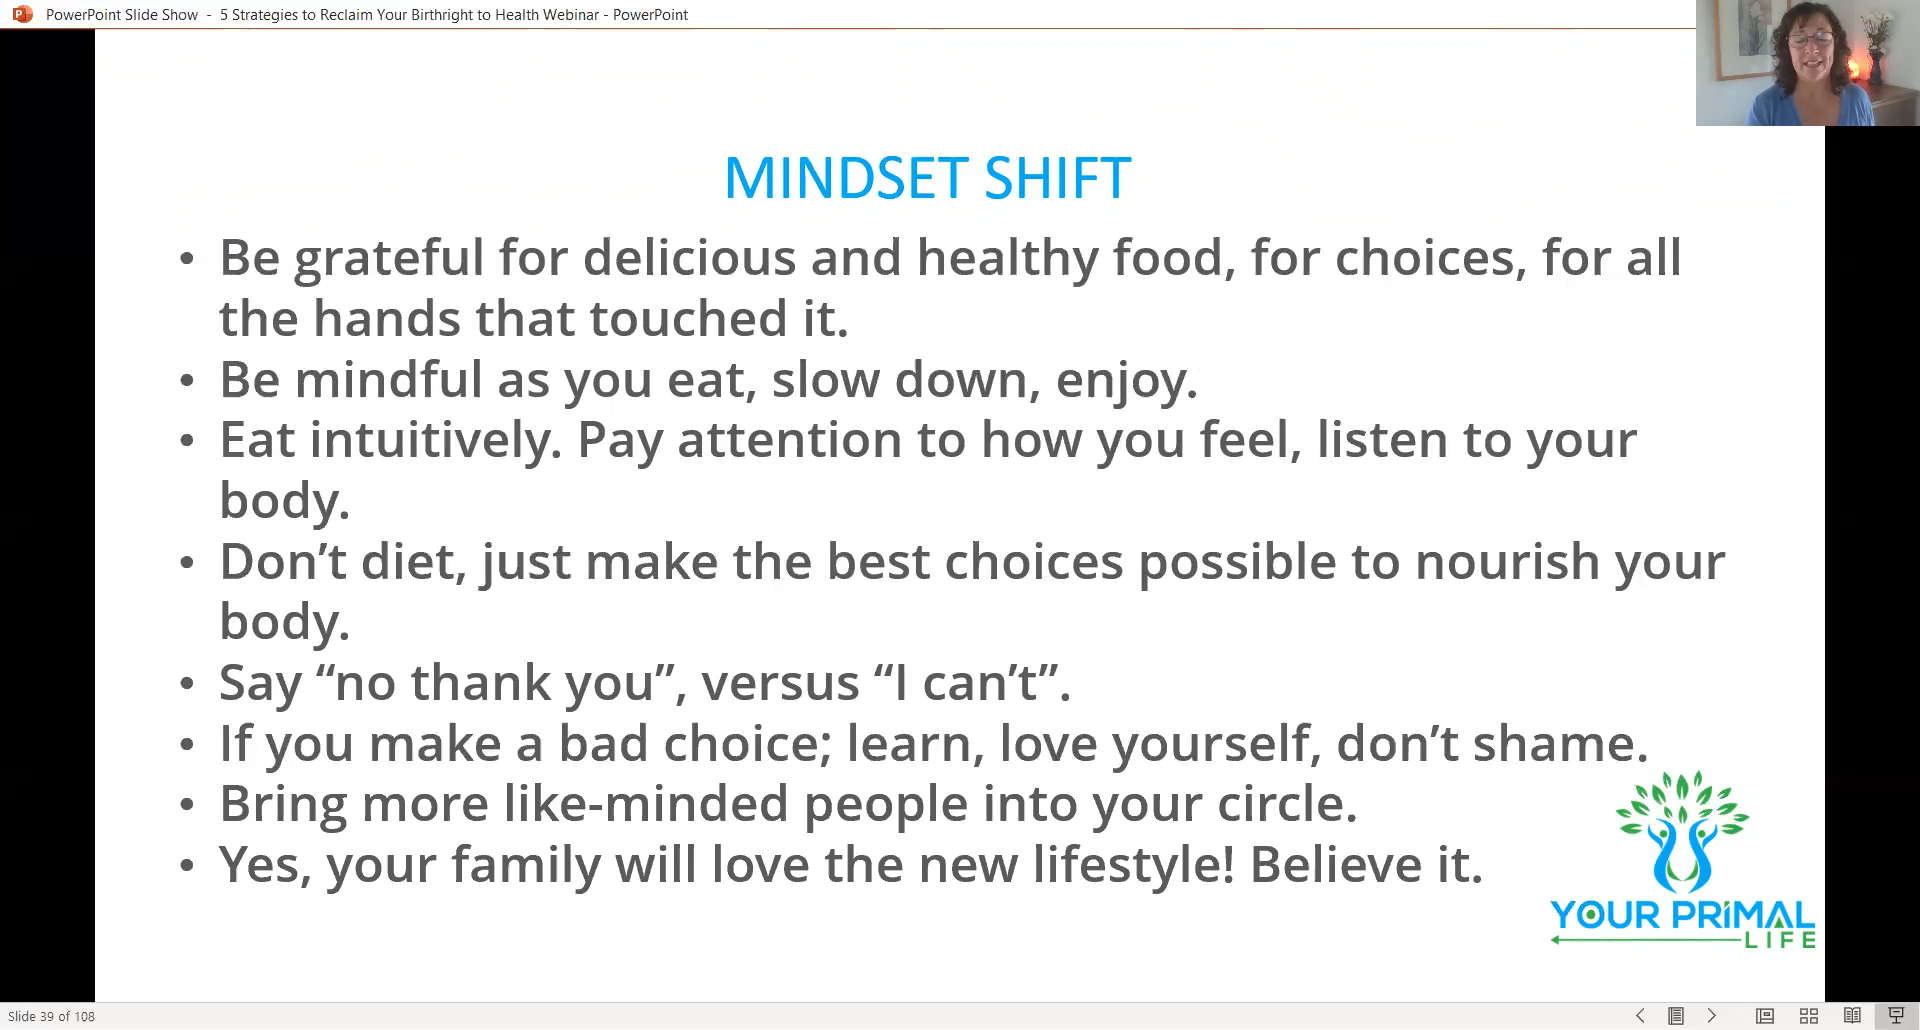 PowerPoint Slide Show - 5 Strategies to Reclaim Your Birthright to Health Webinar - PowerPoint
MINDSET SHIFT
• Be grateful for delicious and healthy food, for choices, for all
the hands that touched it.
• Be mindful as you eat, slow down, enjoy.
• Eat intuitively. Pay attention to how you feel, listen to your
body.
• Don’t diet, just make the best choices possible to nourish your
body.
• Say “no thank you”, versus “I can’t”.
• If you make a bad choice; learn, love yourself, don’t shame.
• Bring more like-minded people into your circle.
• Yes, your family will love the new lifestyle! Believe it.
YOUR PRIMAL
LIFE
Slide 39 of 108